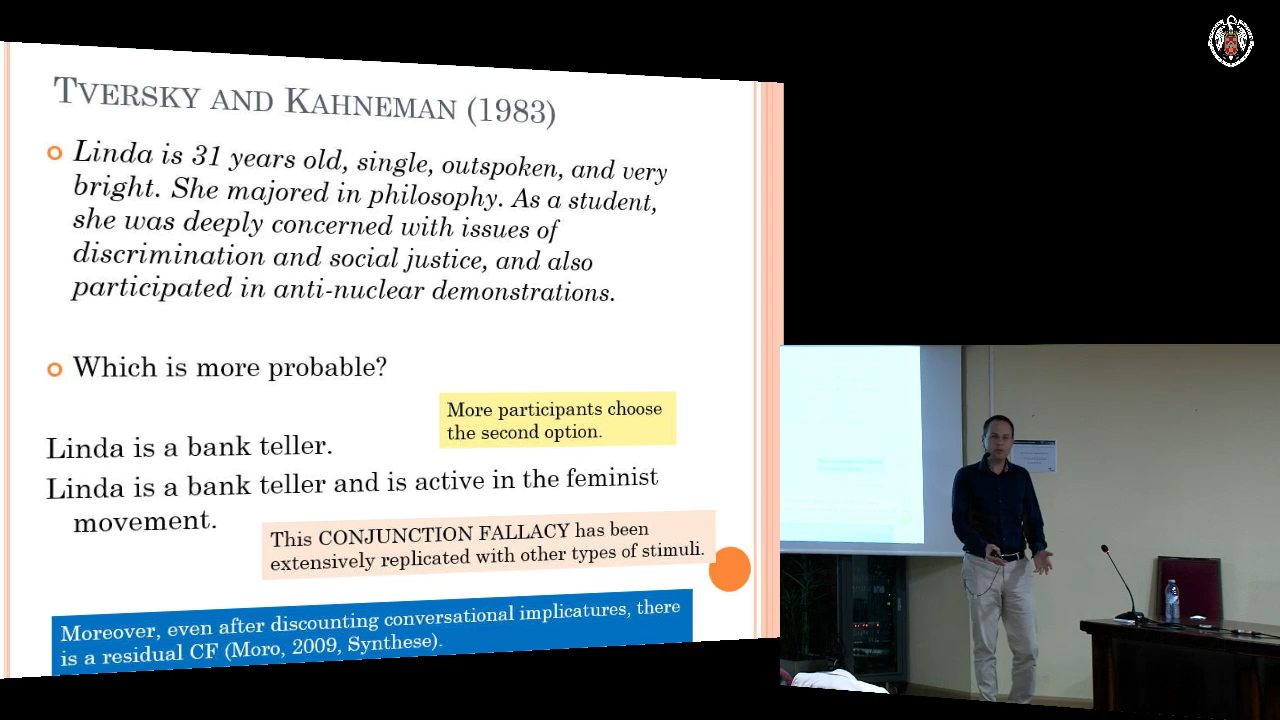 TVERSKY AND KAHNEMAN (1983)
Linda is 31 years old, single, outspoken, and very
bright. She majored in philosophy. As a student,
she was deeply concerned with issues of
discrimination and social justice, and also
participated in anti-nuclear demonstrations.
Which is more probable?
More participants choose
the second option.
Linda is a bank teller.
Linda is a bank teller and is active in the feminist
movement.
This CONJUNCTION FALLACY has been
extensively replicated with other types of stimuli.
Moreover, even after discounting conversational implicatures, there
is a residual CF (Moro, 2009, Synthese).